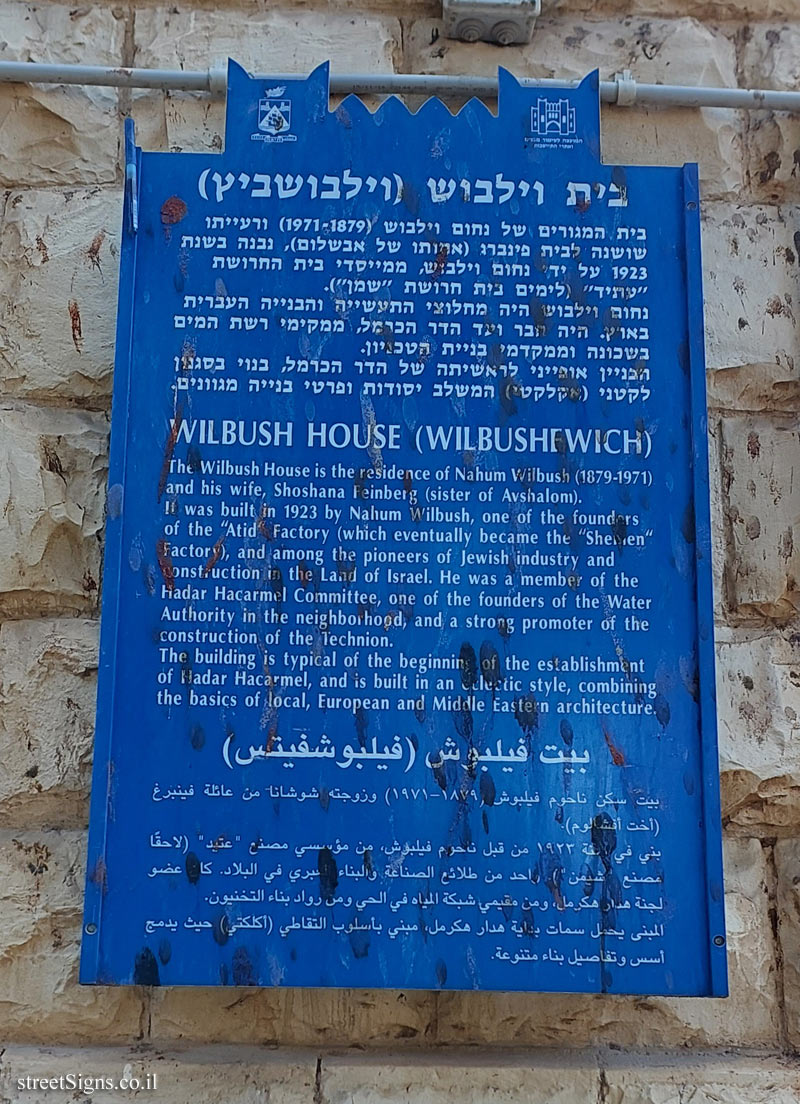 המועצה לשימור מבנים
ואתרי התיישבות
בית וילבוש (וילבושביץ)
בית המגורים של נחום וילבוש (1971-1879) ורעייתו
שושנה לבית פינברג (אחותו של אבשלום), נבנה בשנת
1923 על ידי נחום וילבוש, ממייסדי בית החרושת
"עתיד" (לימים בית חרושת "שמן").
נחום וילבוש היה מחלוצי התעשייה והבנייה העברית
בארץ. היה חבר ועד הדר הכרמל, ממקימי רשת המים
בשכונה וממקדמי בניית הטכניון.
הבניין אופייני לראשיתה של הדר הכרמל, בנוי בסגנון
לקטני (אקלקטי) המשלב יסודות ופרטי בנייה מגוונים.
WILBUSH HOUSE (WILBUSHEWICH)
The Wilbush House is the residence of Nahum Wilbush (1879-1971)
and his wife, Shoshana Feinberg (sister of Avshalom).
It was built in 1923 by Nahum Wilbush, one of the founders
of the "Atid" Factory (which eventually became the "Shemen"
Factory), and among the pioneers of Jewish industry and
construction in the Land of Israel. He was a member of the
Hadar Hacarmel Committee, one of the founders of the Water
Authority in the neighborhood, and a strong promoter of the
construction of the Technion.
The building is typical of the beginning of the establishment
of Hadar Hacarmel, and is built in an eclectic style, combining
the basics of local, European and Middle Eastern architecture.
بيت فيلبوش (فيلبوشفيتس)
بيت سكن ناحوم فيلبوش (١٨٧٩-١٩٧١) وزوجته شوشانا من عائلة فينبرغ
(أخت أفشلوم).
بني في سنة ١٩٢٣ من قبل ناحوم فيلبوش، من مؤسسي مصنع "عتيد" (لاحقًا
مصنع "شيمن"). واحد من طلائع الصناعة والبناء العبري في البلاد. كان عضو
لجنة هدار هكرمل، ومن مقيمي شبكة المياه في الحي ومن رواد بناء التخنيون.
المبنى يحمل سمات بداية هدار هكرمل، مبني بأسلوب التقاطي (أكلكتي) حيث يدمج
أسس وتفاصيل بناء متنوعة.
streetSigns.co.il